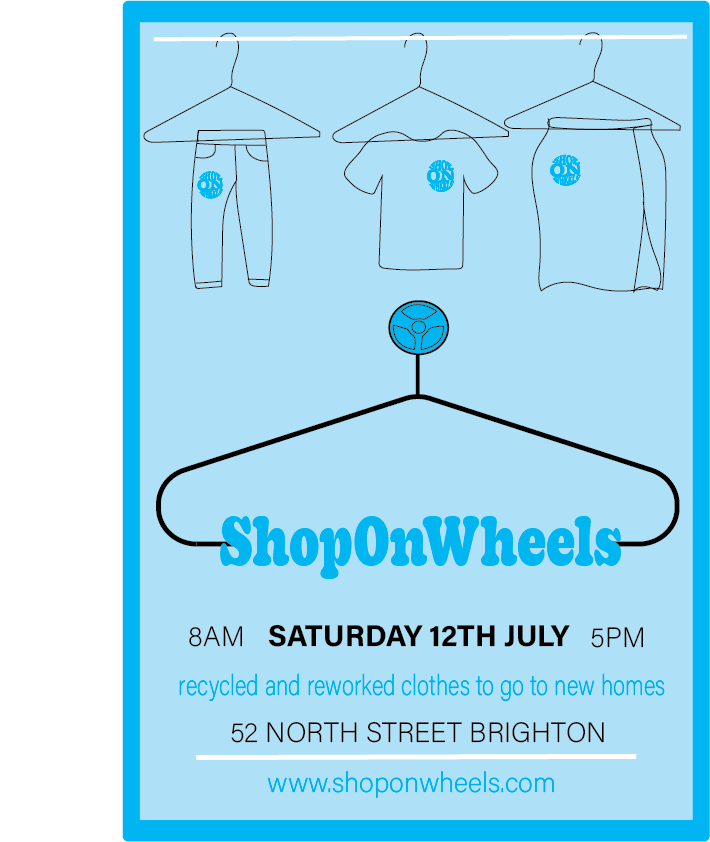 ShopOnWheels
8AM SATURDAY 12TH JULY 5PM
recycled and reworked clothes to go to new homes
52 NORTH STREET BRIGHTON
www.shoponwheels.com